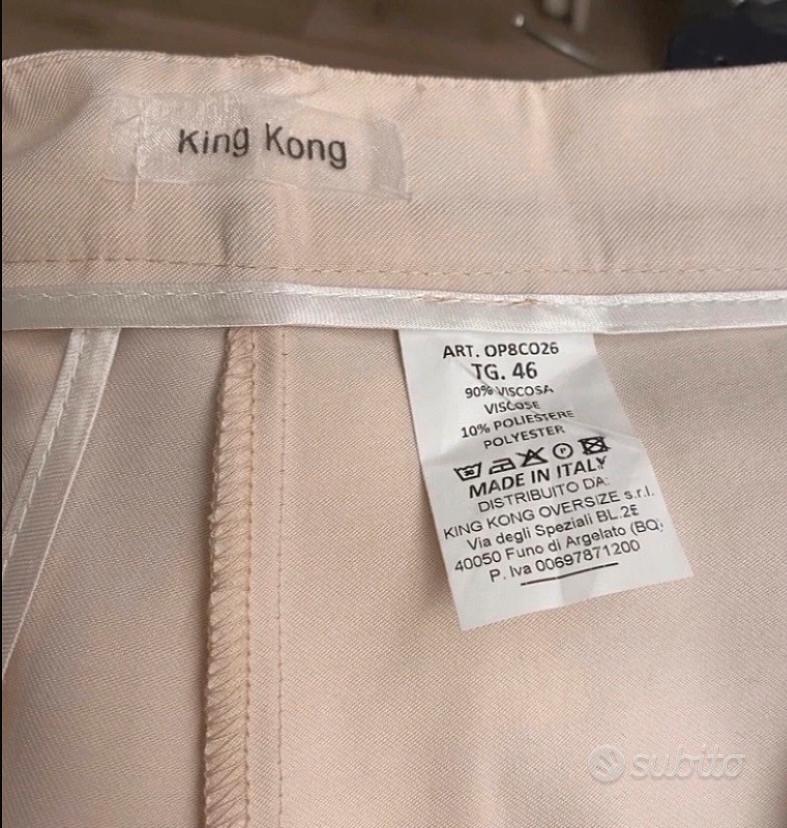 King Kong
ART. OP8CO26
TG. 46
90% VISCOSA
VISCOSE
10% POLIESTERE
POLYESTER
MADE IN ITALY
DISTRIBUITO DA:
KING KONG OVERSIZE s.r.l.
Via degli Speziali BL.2E
40050 Funo di Argelato (BO)
P. Iva 00697871200
subito